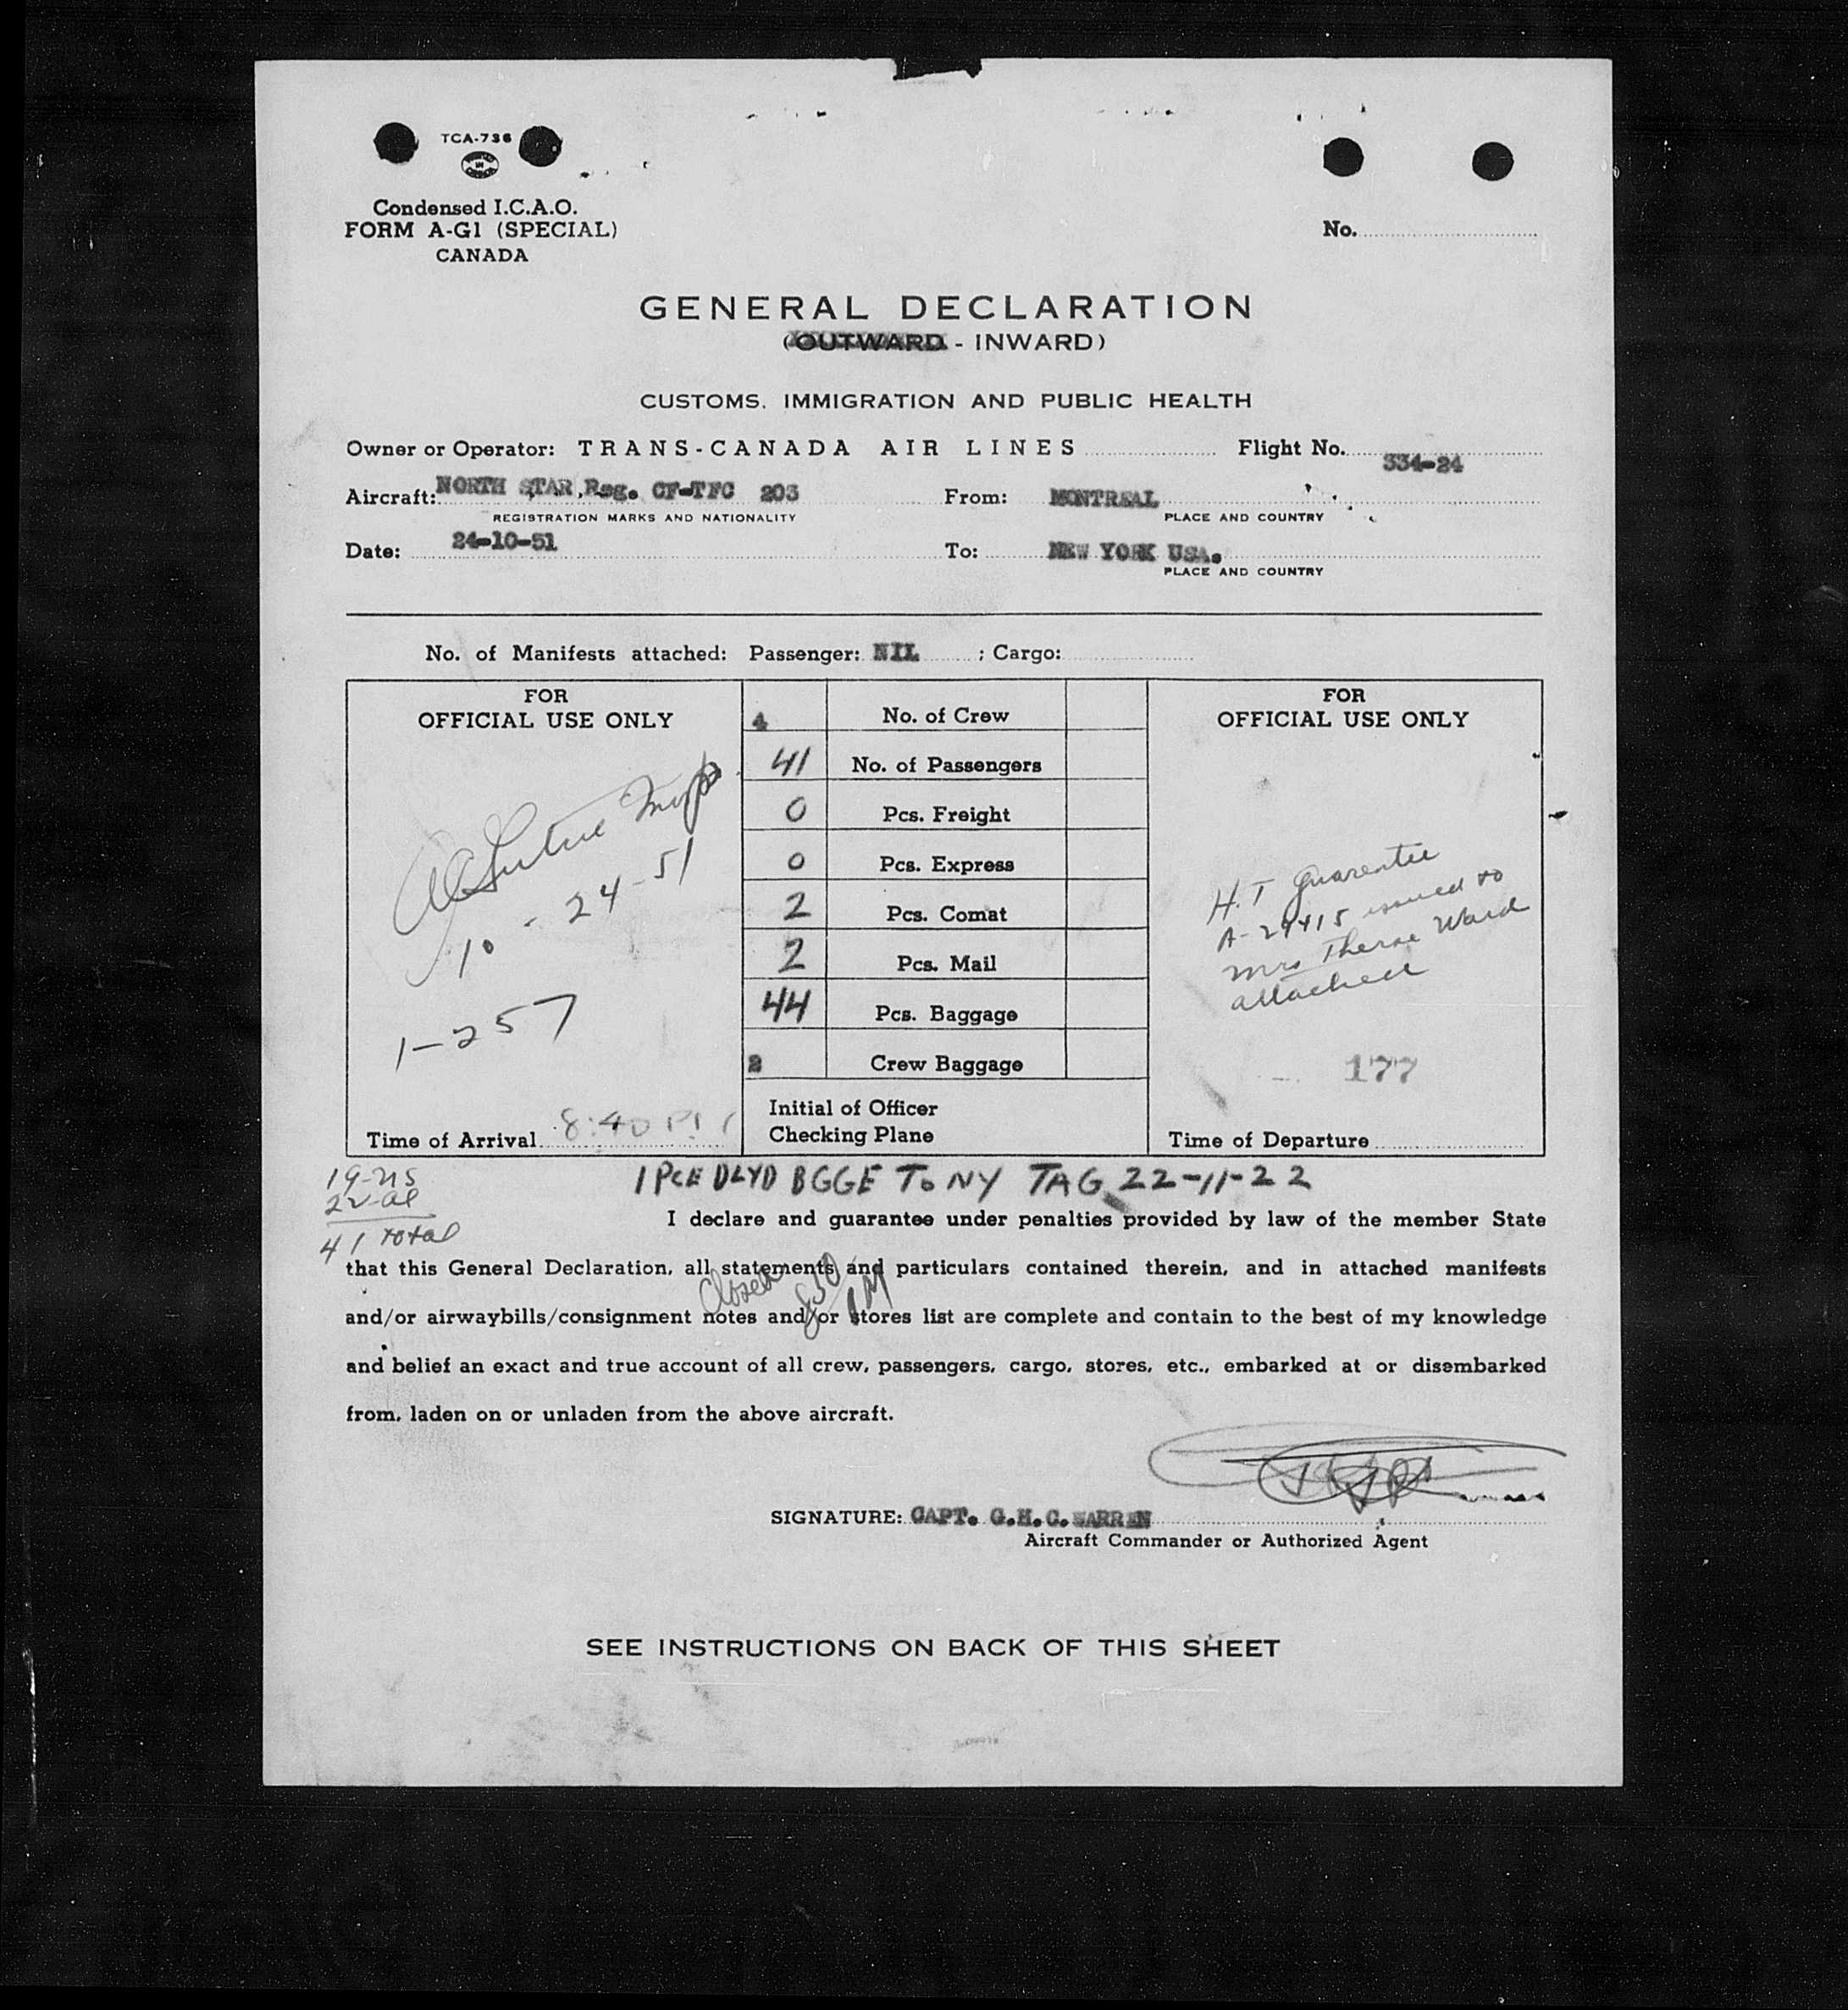 TCA-736
Condensed I.C.A.O.
FORM A-G1 (SPECIAL)
CANADA
No.
GENERAL DECLARATION
(OUTWARD - INWARD)
CUSTOMS, IMMIGRATION AND PUBLIC HEALTH
Owner or Operator: TRANS-CANADA AIR LINES Flight No. 334-24
Aircraft: NORTH STAR Reg. CF-TFC 203 From: MONTREAL
REGISTRATION MARKS AND NATIONALITY PLACE AND COUNTRY
Date: 24-10-51 To: NEW YORK USA.
PLACE AND COUNTRY
No. of Manifests attached: Passenger: NIL ; Cargo:
FOR
OFFICIAL USE ONLY
10-24-51
1-257
Time of Arrival 8:40
4 No. of Crew
41 No. of Passengers
0 Pcs. Freight
0 Pcs. Express
2 Pcs. Comat
2 Pcs. Mail
44 Pcs. Baggage
2 Crew Baggage
Initial of Officer
Checking Plane
FOR
OFFICIAL USE ONLY
H.T guarentee
A-29415 issued to
Mrs Therse Ward
attached
177
Time of Departure
19-US
22-al
41 total
1 PCE DLYD BGGE TO NY TAG 22-11-22
I declare and guarantee under penalties provided by law of the member State
that this General Declaration, all statements and particulars contained therein, and in attached manifests
Closed 850 PM
and/or airwaybills/consignment notes and/or stores list are complete and contain to the best of my knowledge
and belief an exact and true account of all crew, passengers, cargo, stores, etc., embarked at or disembarked
from, laden on or unladen from the above aircraft.
SIGNATURE: CAPT. G.H.C. WARREN
Aircraft Commander or Authorized Agent
SEE INSTRUCTIONS ON BACK OF THIS SHEET